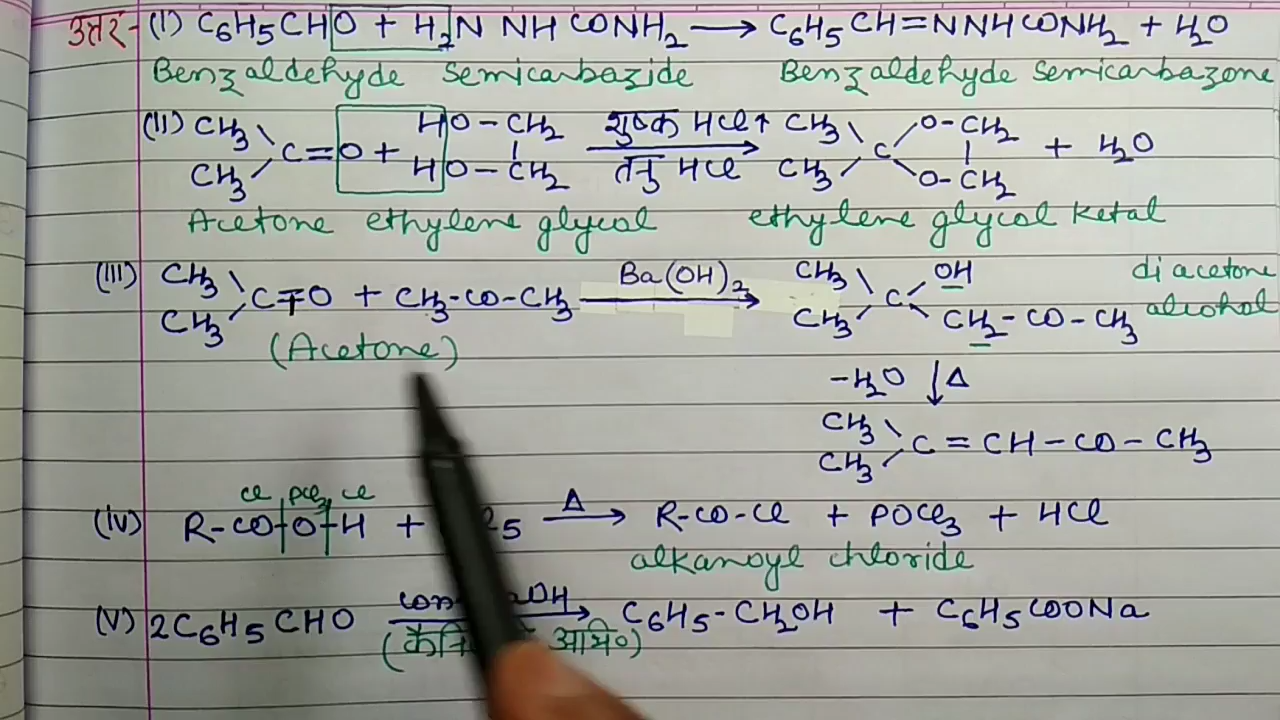 उत्तर- (I) C6H5CHO + H2N NH CONH2 ⟶ C6H5CH=NNHCONH2 + H2O
Benzaldehyde semicarbazide Benzaldehyde semicarbazone
(II) CH3 HO-CH2 शुष्क HCl↑ CH3 O-CH2
C=O + | ⟶ C | + H2O
CH3 HO-CH2 तनु HCl CH3 O-CH2
Acetone ethylene glycol ethylene glycol Ketal
(III) CH3 Ba(OH)2 CH3 OH diacetone
C=O + CH3-CO-CH3 ⟶ C alcohol
CH3 CH3 CH2-CO-CH3
(Acetone)
-H2O ↓Δ
CH3
C=CH-CO-CH3
CH3
Cl PCl3 Cl
(iv) R-CO-O-H + Δ ⟶ R-CO-Cl + POCl3 + HCl
alkanoyl chloride
(V) 2C6H5CHO ⟶ C6H5-CH2OH + C6H5COONa